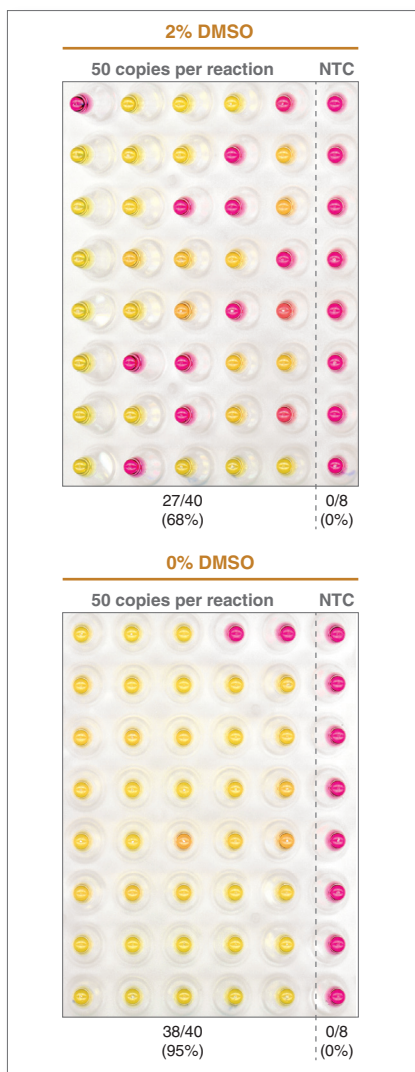 2% DMSO
50 copies per reaction NTC
27/40 0/8
(68%) (0%)
0% DMSO
50 copies per reaction NTC
38/40 0/8
(95%) (0%)